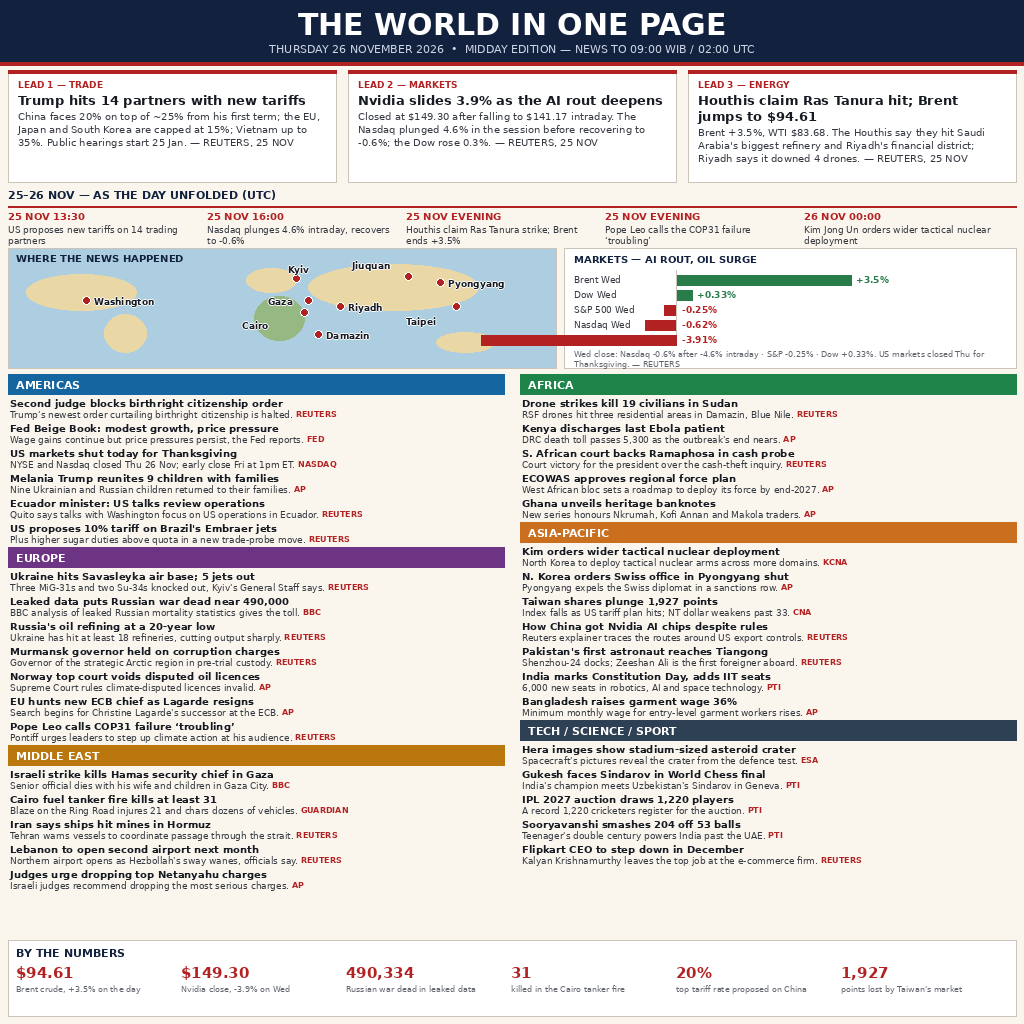 THE WORLD IN ONE PAGE
THURSDAY 26 NOVEMBER 2026 • MIDDAY EDITION — NEWS TO 09:00 WIB / 02:00 UTC
LEAD 1 — TRADE
Trump hits 14 partners with new tariffs
China faces 20% on top of ~25% from his first term; the EU,
Japan and South Korea are capped at 15%; Vietnam up to
35%. Public hearings start 25 Jan. — REUTERS, 25 NOV
LEAD 2 — MARKETS
Nvidia slides 3.9% as the AI rout deepens
Closed at $149.30 after falling to $141.17 intraday. The
Nasdaq plunged 4.6% in the session before recovering to
-0.6%; the Dow rose 0.3%. — REUTERS, 25 NOV
LEAD 3 — ENERGY
Houthis claim Ras Tanura hit; Brent
jumps to $94.61
Brent +3.5%, WTI $83.68. The Houthis say they hit Saudi
Arabia's biggest refinery and Riyadh's financial district;
Riyadh says it downed 4 drones. — REUTERS, 25 NOV
25–26 NOV — AS THE DAY UNFOLDED (UTC)
25 NOV 13:30
US proposes new tariffs on 14 trading
partners
25 NOV 16:00
Nasdaq plunges 4.6% intraday, recovers
to -0.6%
25 NOV EVENING
Houthis claim Ras Tanura strike; Brent
ends +3.5%
25 NOV EVENING
Pope Leo calls the COP31 failure
‘troubling’
26 NOV 00:00
Kim Jong Un orders wider tactical nuclear
deployment
WHERE THE NEWS HAPPENED
Washington
Kyiv
Jiuquan
Pyongyang
Gaza
Riyadh
Cairo
Taipei
Damazin
MARKETS — AI ROUT, OIL SURGE
Brent Wed
+3.5%
Dow Wed
+0.33%
S&P 500 Wed
-0.25%
Nasdaq Wed
-0.62%
-3.91%
Wed close: Nasdaq -0.6% after -4.6% intraday · S&P -0.25% · Dow +0.33%. US markets closed Thu for
Thanksgiving. — REUTERS
AMERICAS
Second judge blocks birthright citizenship order
Trump's newest order curtailing birthright citizenship is halted. REUTERS
Fed Beige Book: modest growth, price pressure
Wage gains continue but price pressures persist, the Fed reports. FED
US markets shut today for Thanksgiving
NYSE and Nasdaq closed Thu 26 Nov; early close Fri at 1pm ET. NASDAQ
Melania Trump reunites 9 children with families
Nine Ukrainian and Russian children returned to their families. AP
Ecuador minister: US talks review operations
Quito says talks with Washington focus on US operations in Ecuador. REUTERS
US proposes 10% tariff on Brazil's Embraer jets
Plus higher sugar duties above quota in a new trade-probe move. REUTERS
EUROPE
Ukraine hits Savasleyka air base; 5 jets out
Three MiG-31s and two Su-34s knocked out, Kyiv's General Staff says. REUTERS
Leaked data puts Russian war dead near 490,000
BBC analysis of leaked Russian mortality statistics gives the toll. BBC
Russia's oil refining at a 20-year low
Ukraine has hit at least 18 refineries, cutting output sharply. REUTERS
Murmansk governor held on corruption charges
Governor of the strategic Arctic region in pre-trial custody. REUTERS
Norway top court voids disputed oil licences
Supreme Court rules climate-disputed licences invalid. AP
EU hunts new ECB chief as Lagarde resigns
Search begins for Christine Lagarde's successor at the ECB. AP
Pope Leo calls COP31 failure ‘troubling’
Pontiff urges leaders to step up climate action at his audience. REUTERS
MIDDLE EAST
Israeli strike kills Hamas security chief in Gaza
Senior official dies with his wife and children in Gaza City. BBC
Cairo fuel tanker fire kills at least 31
Blaze on the Ring Road injures 21 and chars dozens of vehicles. GUARDIAN
Iran says ships hit mines in Hormuz
Tehran warns vessels to coordinate passage through the strait. REUTERS
Lebanon to open second airport next month
Northern airport opens as Hezbollah's sway wanes, officials say. REUTERS
Judges urge dropping top Netanyahu charges
Israeli judges recommend dropping the most serious charges. AP
AFRICA
Drone strikes kill 19 civilians in Sudan
RSF drones hit three residential areas in Damazin, Blue Nile. REUTERS
Kenya discharges last Ebola patient
DRC death toll passes 5,300 as the outbreak's end nears. AP
S. African court backs Ramaphosa in cash probe
Court victory for the president over the cash-theft inquiry. REUTERS
ECOWAS approves regional force plan
West African bloc sets a roadmap to deploy its force by end-2027. AP
Ghana unveils heritage banknotes
New series honours Nkrumah, Kofi Annan and Makola traders. AP
ASIA-PACIFIC
Kim orders wider tactical nuclear deployment
North Korea to deploy tactical nuclear arms across more domains. KCNA
N. Korea orders Swiss office in Pyongyang shut
Pyongyang expels the Swiss diplomat in a sanctions row. AP
Taiwan shares plunge 1,927 points
Index falls as US tariff plan hits; NT dollar weakens past 33. CNA
How China got Nvidia AI chips despite rules
Reuters explainer traces the routes around US export controls. REUTERS
Pakistan's first astronaut reaches Tiangong
Shenzhou-24 docks; Zeeshan Ali is the first foreigner aboard. REUTERS
India marks Constitution Day, adds IIT seats
6,000 new seats in robotics, AI and space technology. PTI
Bangladesh raises garment wage 36%
Minimum monthly wage for entry-level garment workers rises. AP
TECH / SCIENCE / SPORT
Hera images show stadium-sized asteroid crater
Spacecraft's pictures reveal the crater from the defence test. ESA
Gukesh faces Sindarov in World Chess final
India's champion meets Uzbekistan's Sindarov in Geneva. PTI
IPL 2027 auction draws 1,220 players
A record 1,220 cricketers register for the auction. PTI
Sooryavanshi smashes 204 off 53 balls
Teenager's double century powers India past the UAE. PTI
Flipkart CEO to step down in December
Kalyan Krishnamurthy leaves the top job at the e-commerce firm. REUTERS
BY THE NUMBERS
$94.61
Brent crude, +3.5% on the day
$149.30
Nvidia close, -3.9% on Wed
490,334
Russian war dead in leaked data
31
killed in the Cairo tanker fire
20%
top tariff rate proposed on China
1,927
points lost by Taiwan's market